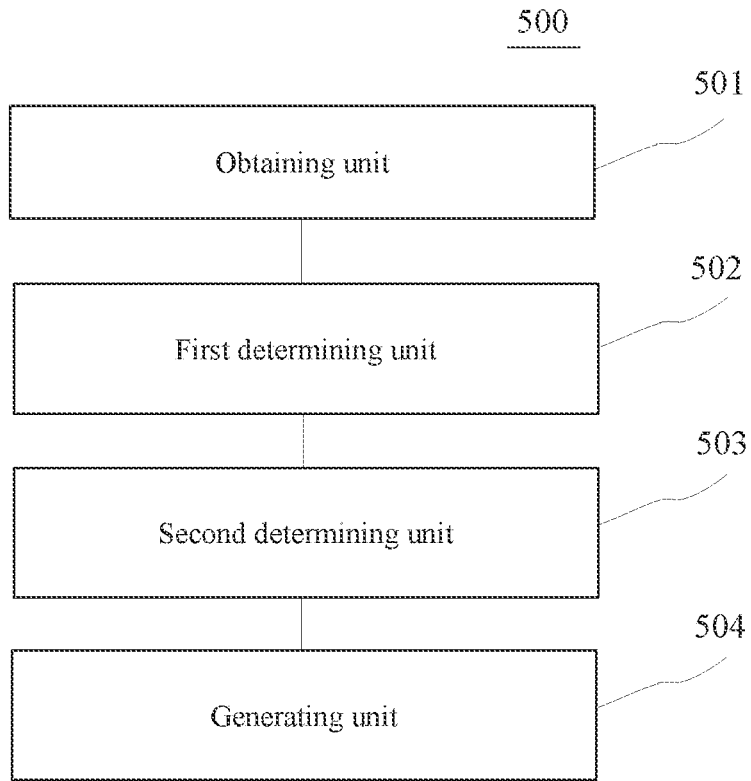 500
501
Obtaining unit
502
First determining unit
503
Second determining unit
504
Generating unit